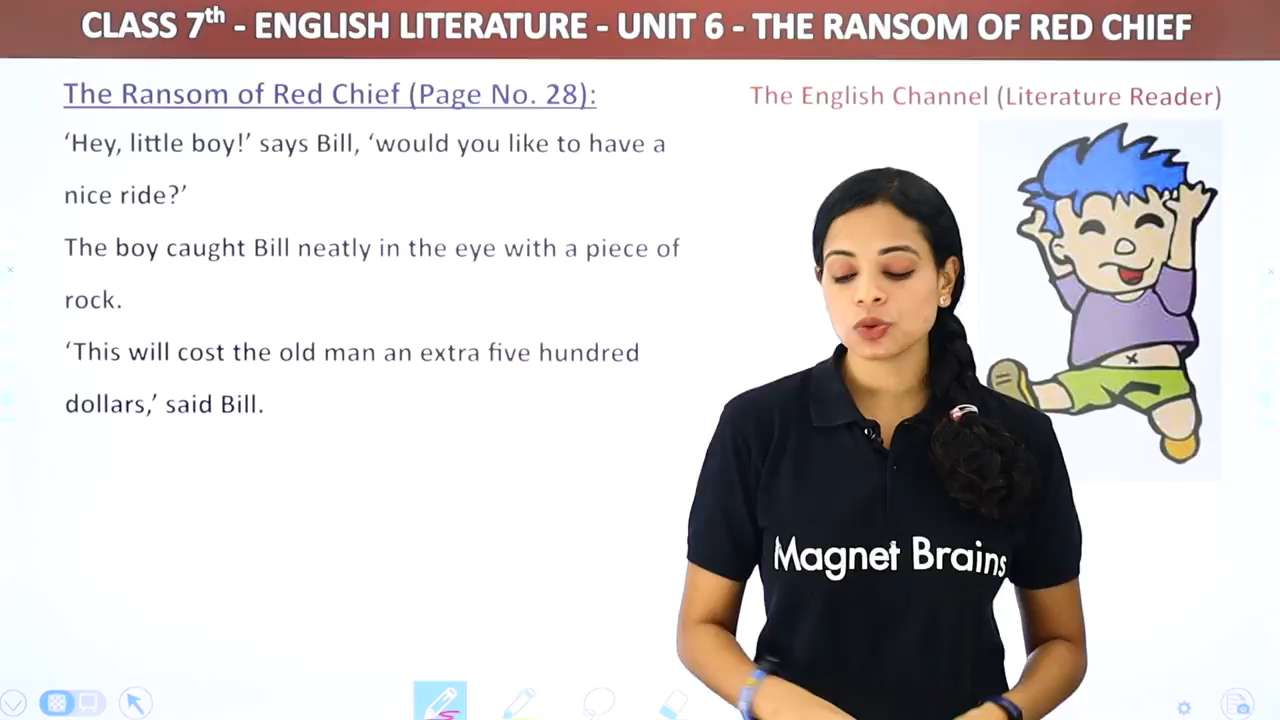 CLASS 7th - ENGLISH LITERATURE - UNIT 6 - THE RANSOM OF RED CHIEF
The Ransom of Red Chief (Page No. 28):
The English Channel (Literature Reader)
‘Hey, little boy!’ says Bill, ‘would you like to have a
nice ride?’
The boy caught Bill neatly in the eye with a piece of
rock.
‘This will cost the old man an extra five hundred
dollars,’ said Bill.
Magnet Brains